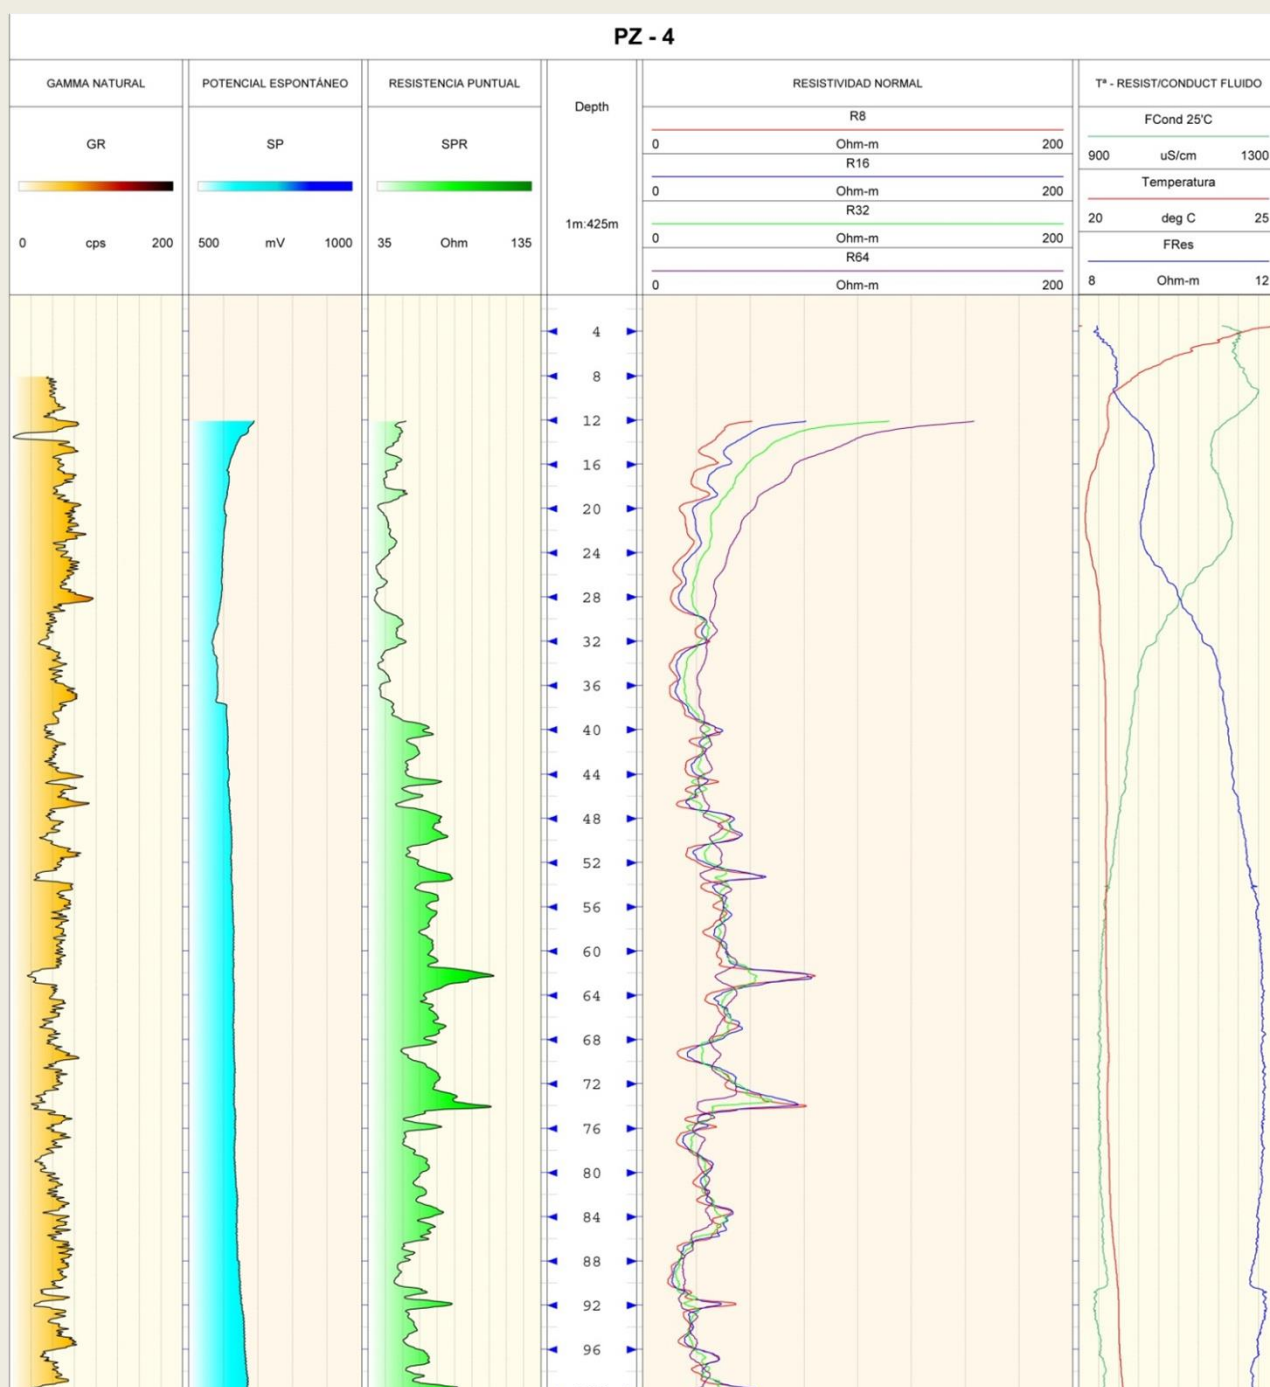 PZ - 4
GAMMA NATURAL
POTENCIAL ESPONTÁNEO
RESISTENCIA PUNTUAL
Depth
RESISTIVIDAD NORMAL
Tª - RESIST/CONDUCT FLUIDO
GR
0 cps 200
SP
500 mV 1000
SPR
35 Ohm 135
1m:425m
R8
0 Ohm-m 200
R16
0 Ohm-m 200
R32
0 Ohm-m 200
R64
0 Ohm-m 200
FCond 25'C
900 uS/cm 1300
Temperatura
20 deg C 25
FRes
8 Ohm-m 12
4
8
12
16
20
24
28
32
36
40
44
48
52
56
60
64
68
72
76
80
84
88
92
96